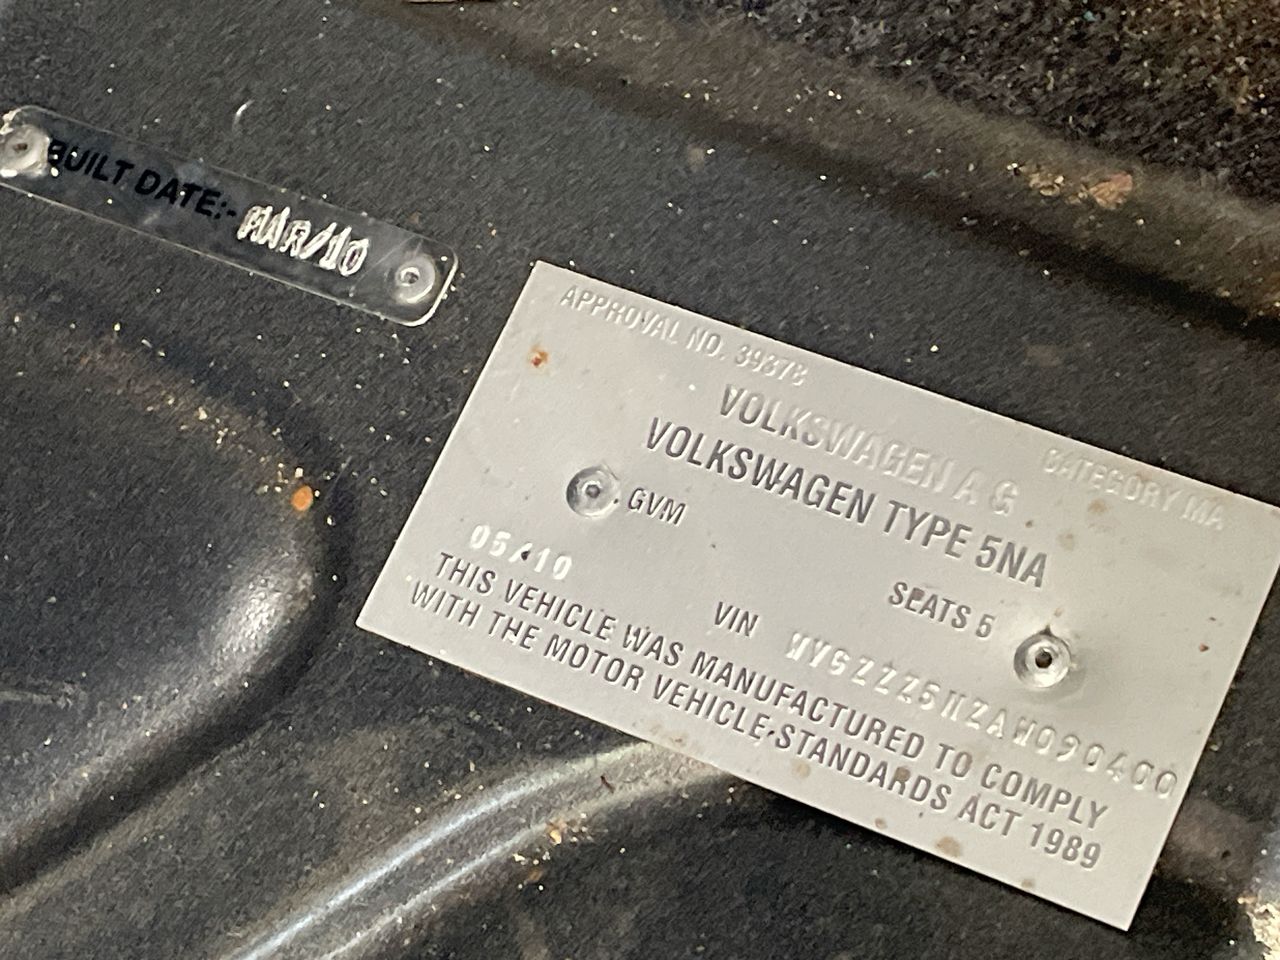 BUILT DATE:- MAR/10
APPROVAL NO. 39378
CATEGORY MA
VOLKSWAGEN A G
VOLKSWAGEN TYPE 5NA
GVM
SEATS 5
05/10
VIN WVGZZZ5NZAW090400
THIS VEHICLE WAS MANUFACTURED TO COMPLY
WITH THE MOTOR VEHICLE STANDARDS ACT 1989